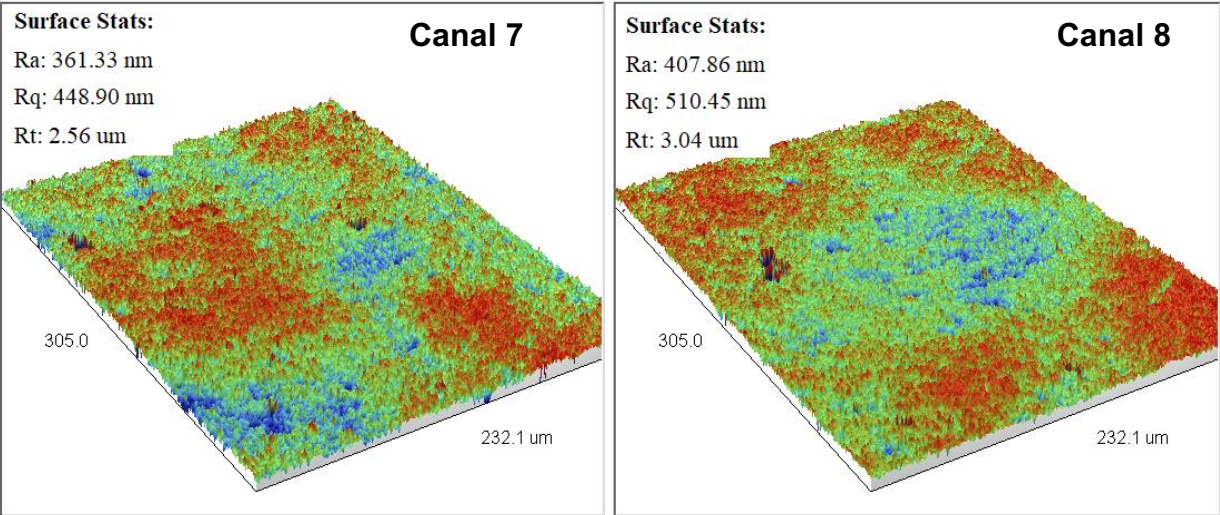 Surface Stats:
Ra: 361.33 nm
Rq: 448.90 nm
Rt: 2.56 um
Canal 7
305.0
232.1 um
Surface Stats:
Ra: 407.86 nm
Rq: 510.45 nm
Rt: 3.04 um
Canal 8
305.0
232.1 um